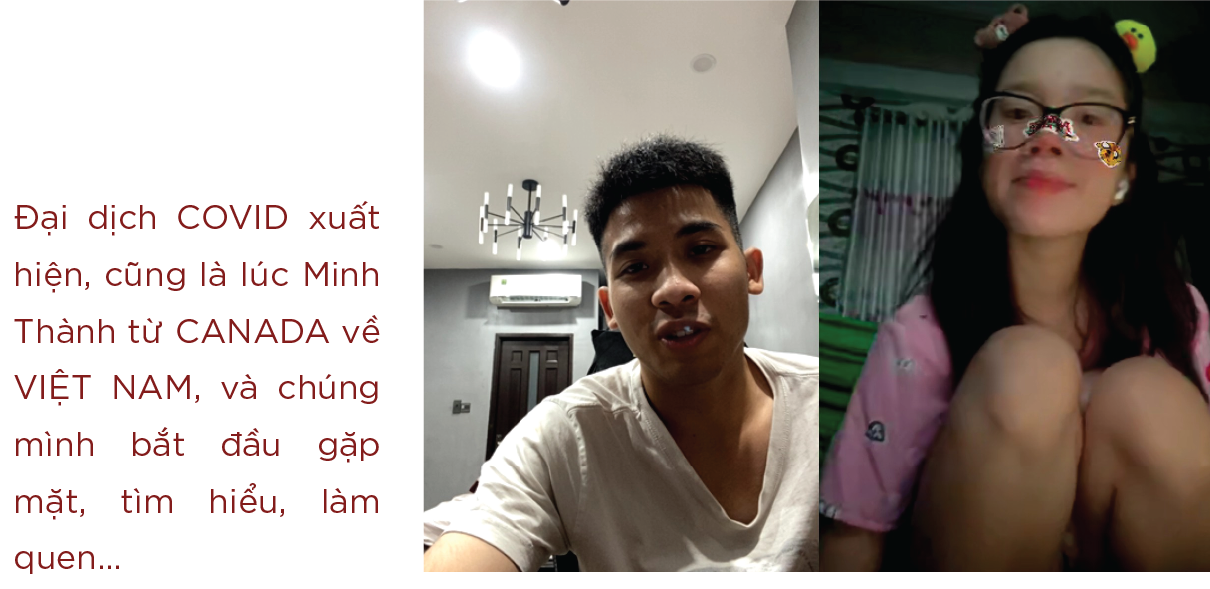 Đại dịch COVID xuất
hiện, cũng là lúc Minh
Thành từ CANADA về
VIỆT NAM, và chúng
mình bắt đầu gặp
mặt, tìm hiểu, làm
quen...